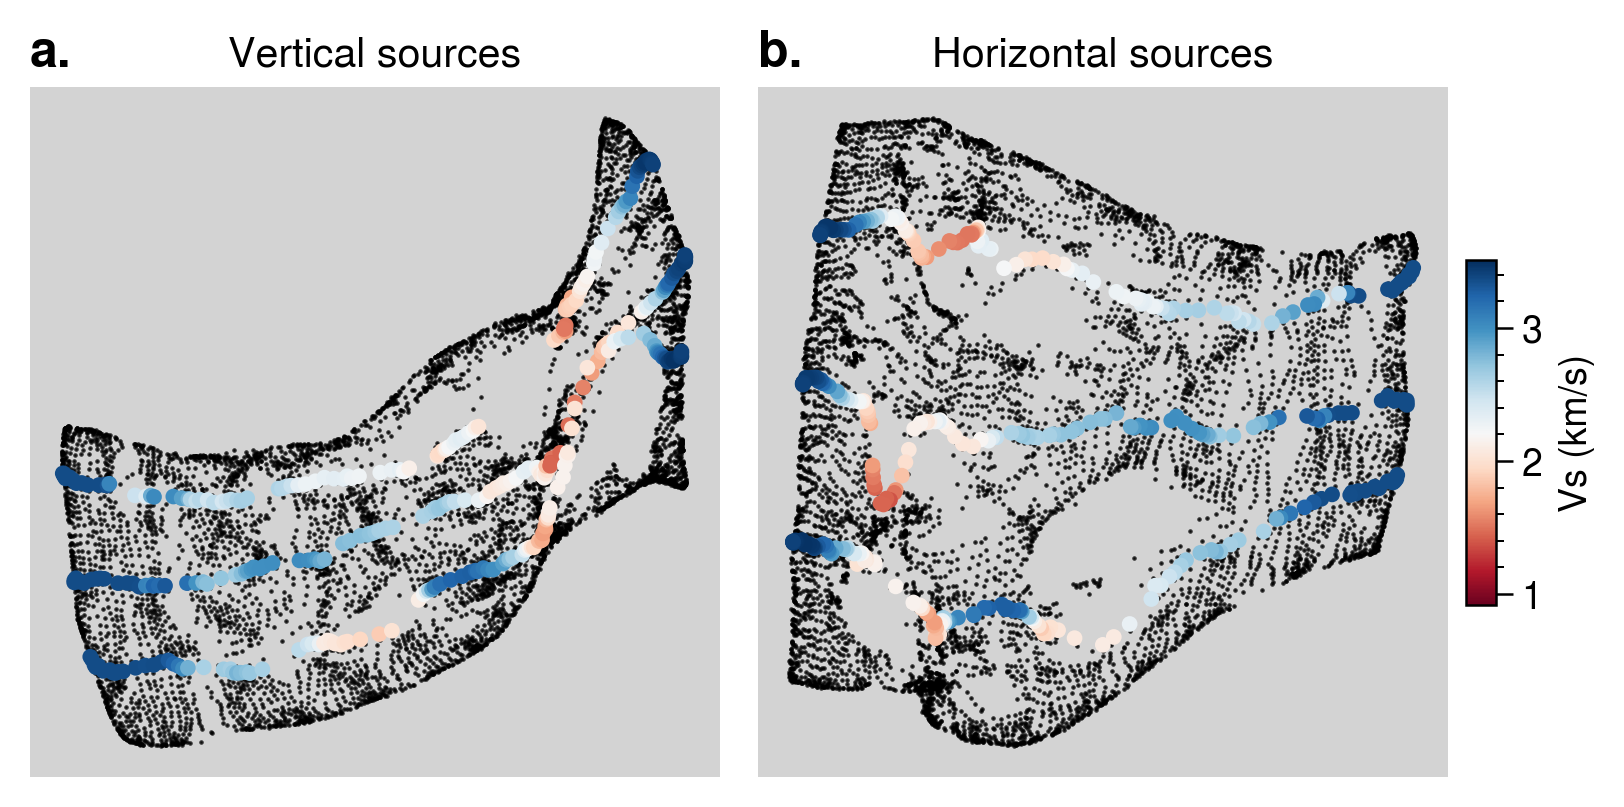 a. Vertical sources
b. Horizontal sources
3
2
1
Vs (km/s)